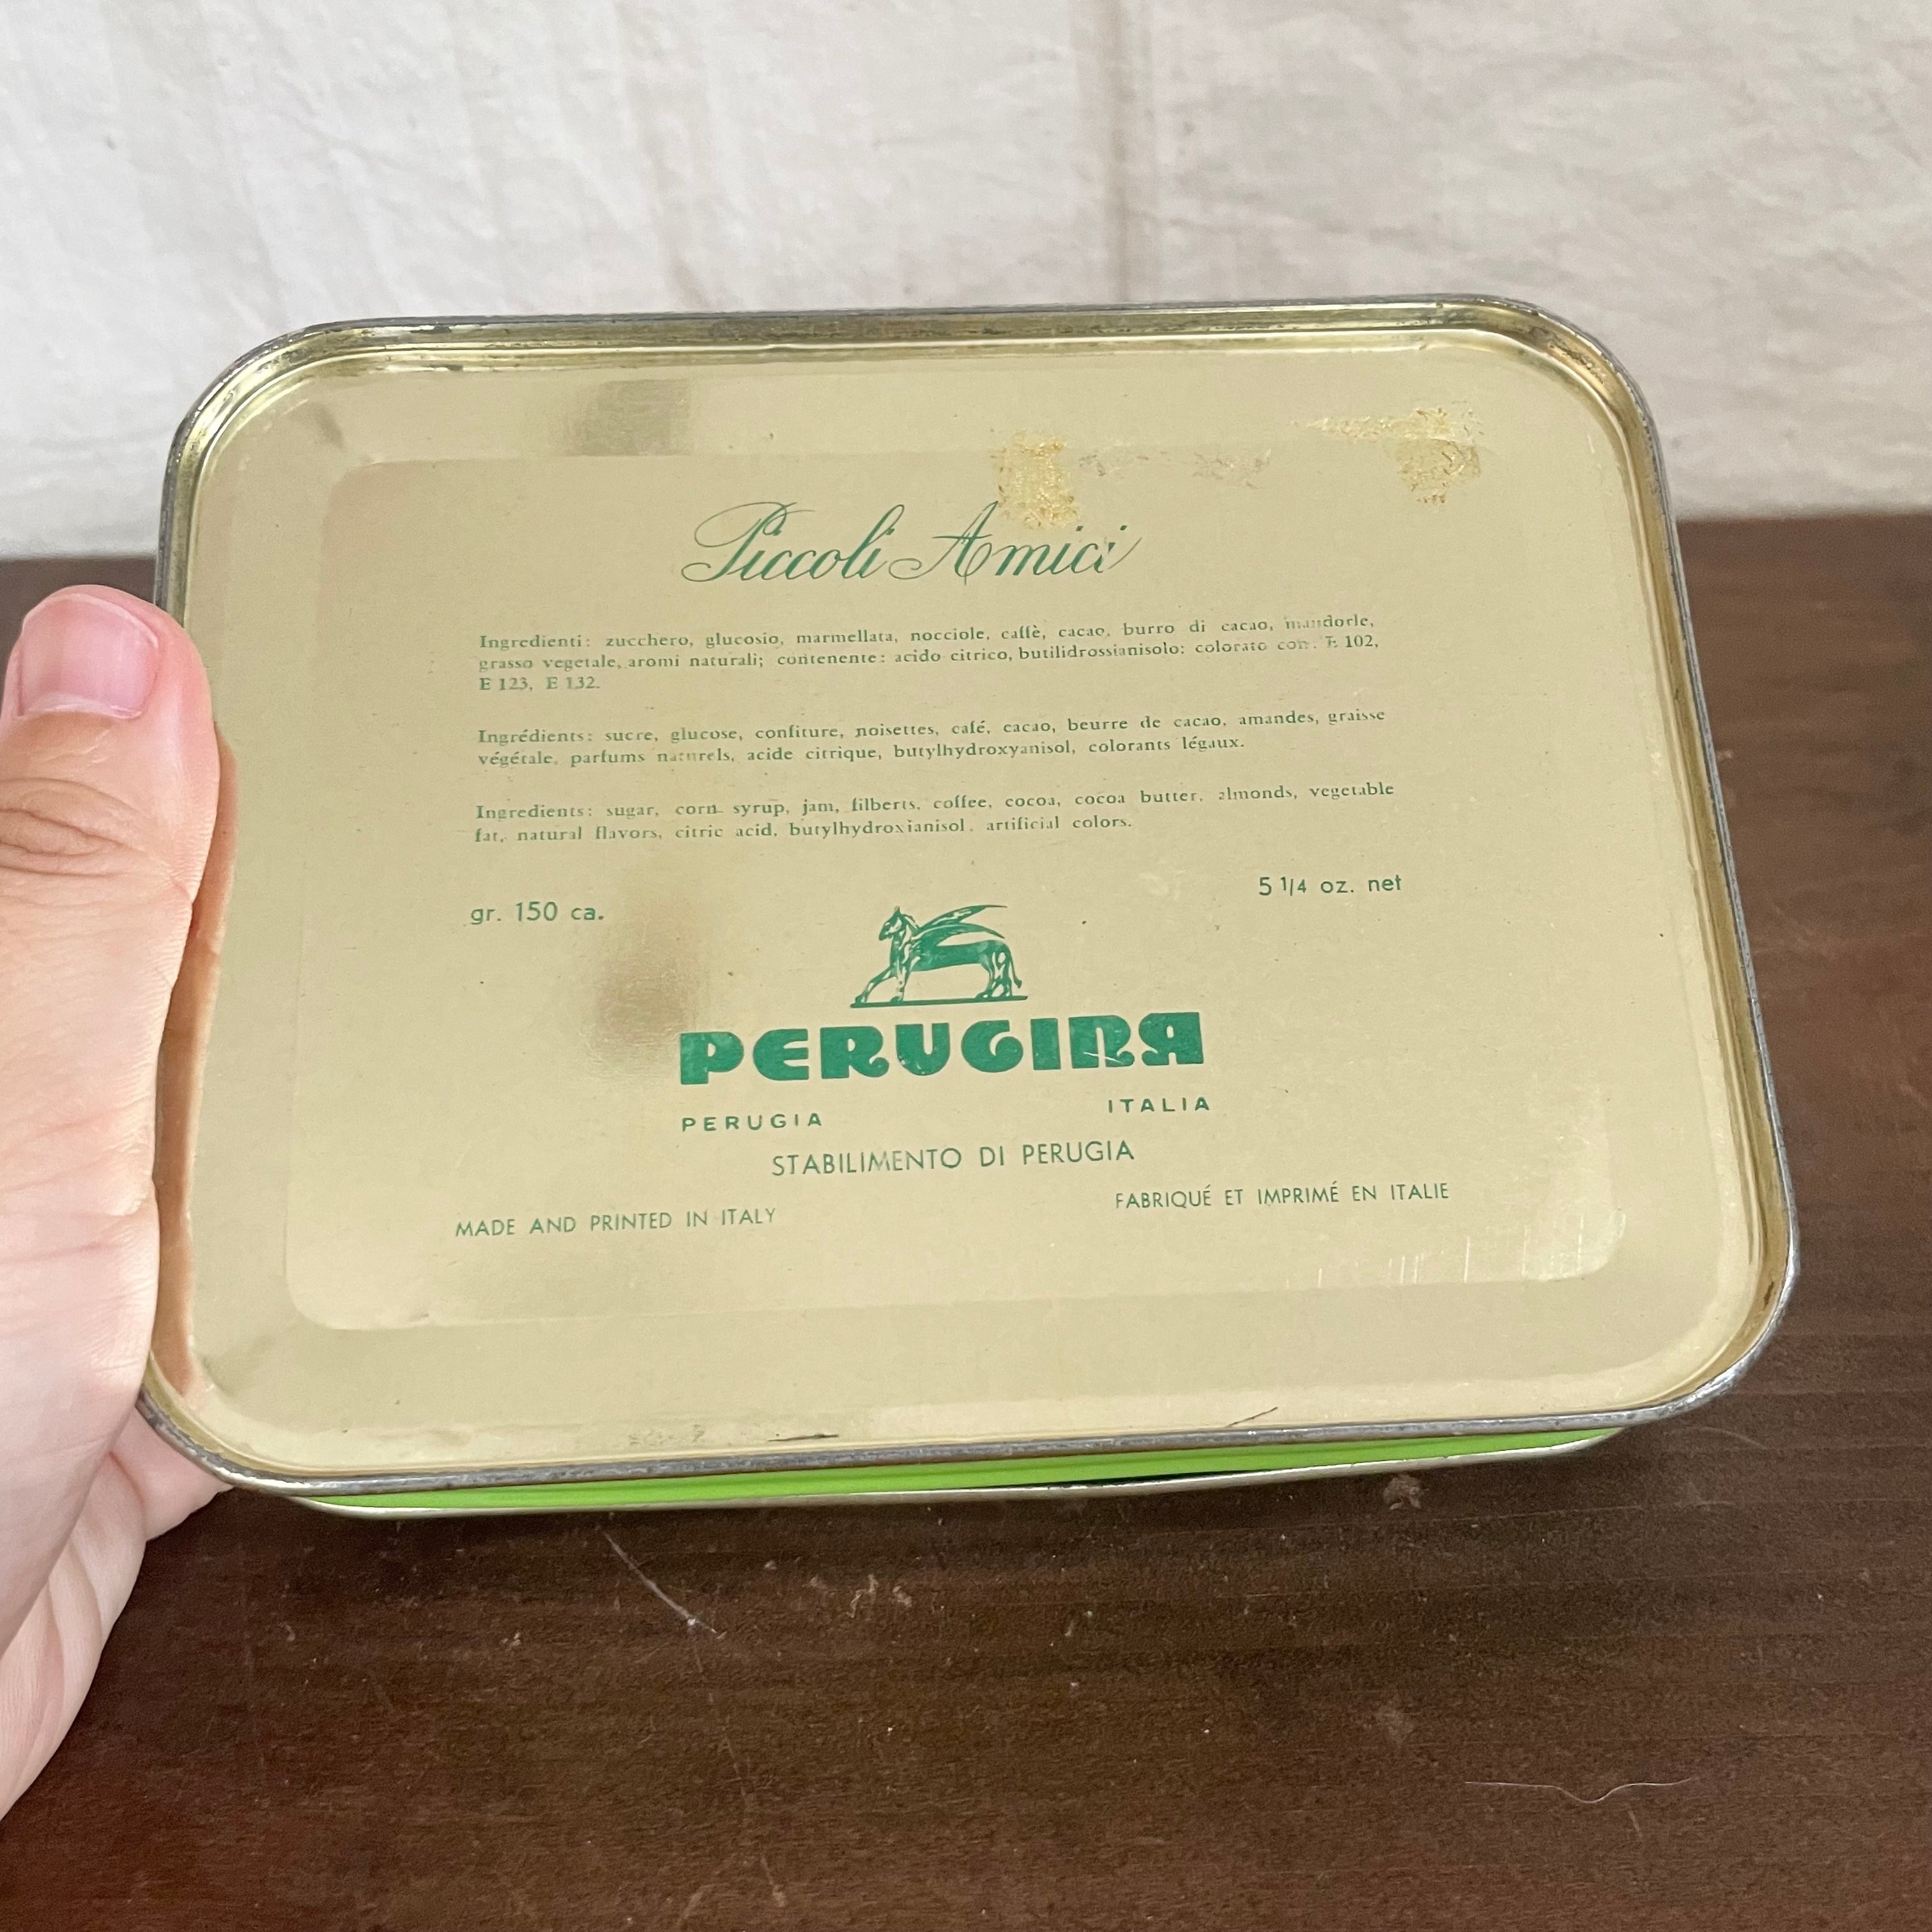 Piccoli Amici
Ingredienti: zucchero, glucosio, marmellata, nocciole, caffè, cacao, burro di cacao, mandorle,
grasso vegetale, aromi naturali; contenente: acido citrico, butilidrossianisolo: colorato con. E 102,
E 123, E 132.
Ingrédients: sucre, glucose, confiture, noisettes, café, cacao, beurre de cacao, amandes, graisse
végétale, parfums naturels, acide citrique, butylhydroxyanisol, colorants légaux.
Ingredients: sugar, corn syrup, jam, filberts, coffee, cocoa, cocoa butter, almonds, vegetable
fat, natural flavors, citric acid, butylhydroxianisol, artificial colors.
gr. 150 ca.
5 1/4 oz. net
PERUGINA
PERUGIA ITALIA
STABILIMENTO DI PERUGIA
MADE AND PRINTED IN ITALY
FABRIQUÉ ET IMPRIMÉ EN ITALIE